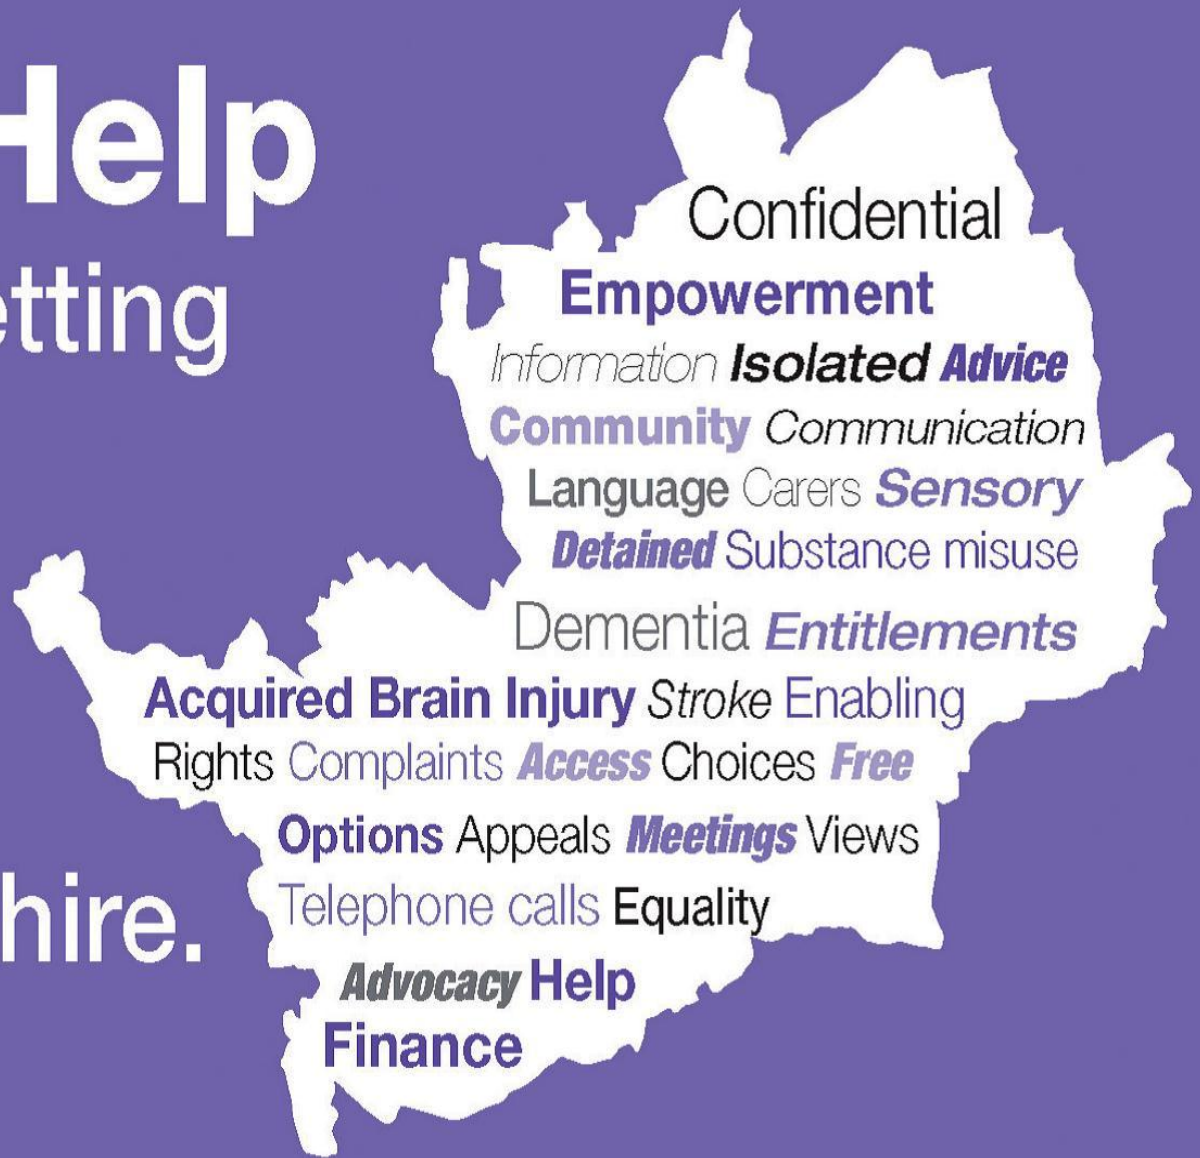 Help
etting
hire.
Confidential
Empowerment
Information Isolated Advice
Community Communication
Language Carers Sensory
Detained Substance misuse
Dementia Entitlements
Acquired Brain Injury Stroke Enabling
Rights Complaints Access Choices Free
Options Appeals Meetings Views
Telephone calls Equality
Advocacy Help
Finance